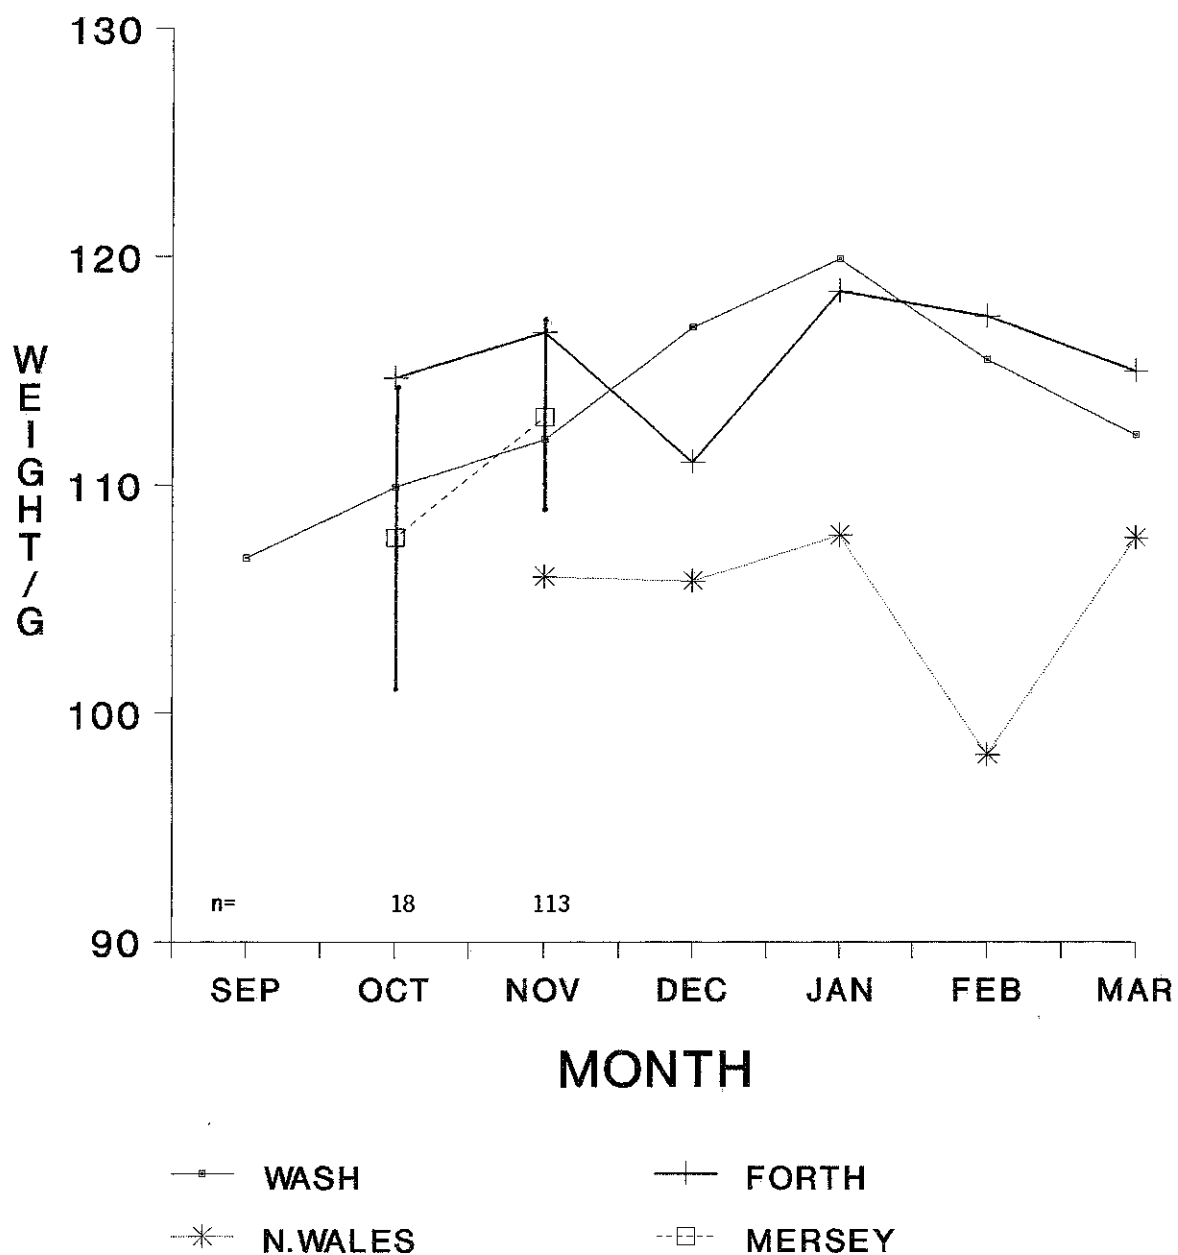 130
120
110
100
90
WEIGHT/G
n= 18 113
SEP OCT NOV DEC JAN FEB MAR
MONTH
WASH FORTH
N.WALES MERSEY